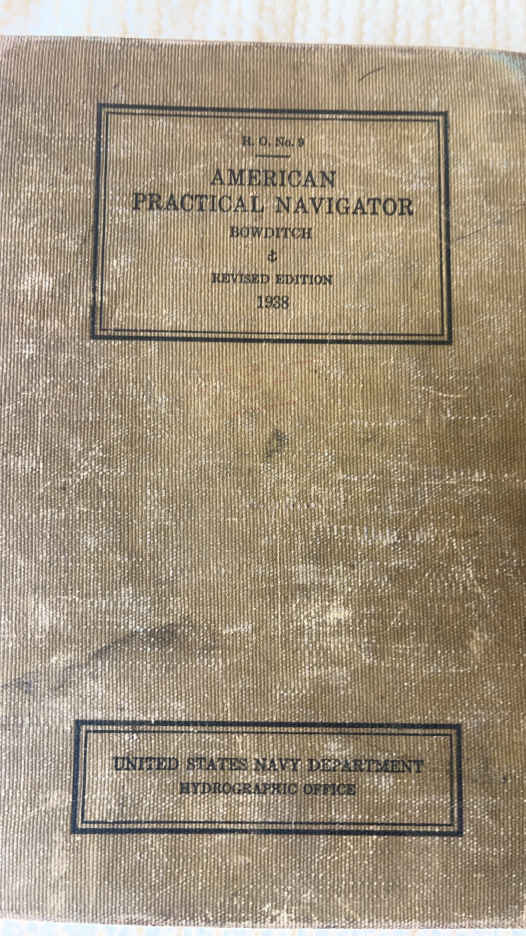 H. O. No. 9
AMERICAN
PRACTICAL NAVIGATOR
BOWDITCH
REVISED EDITION
1938
UNITED STATES NAVY DEPARTMENT
HYDROGRAPHIC OFFICE